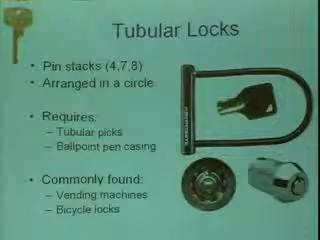 Tubular Locks
• Pin stacks (4,7,8)
• Arranged in a circle
• Requires:
– Tubular picks
– Ballpoint pen casing
• Commonly found:
– Vending machines
– Bicycle locks